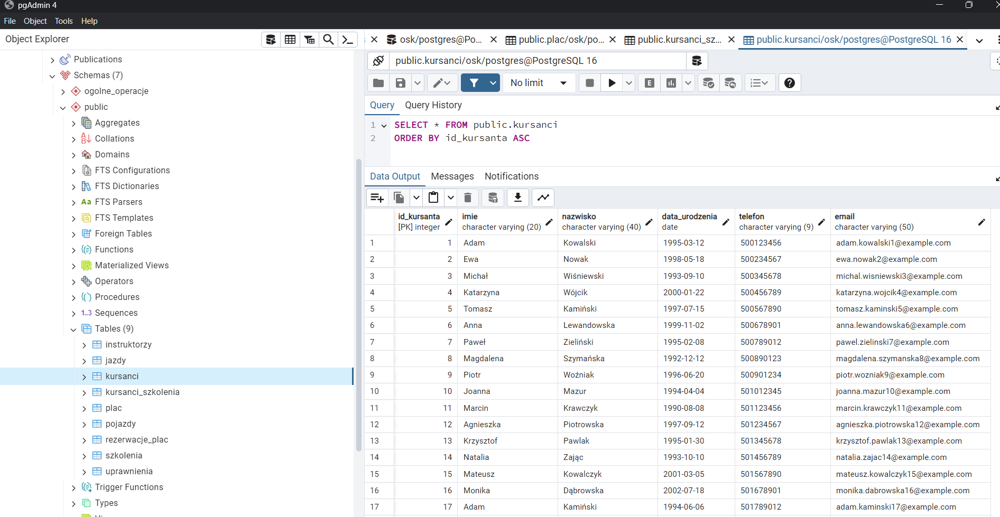 pgAdmin 4
File Object Tools Help
Object Explorer
osk/postgres@Po...
public.plac/osk/po...
public.kursanci_sz...
public.kursanci/osk/postgres@PostgreSQL 16
public.kursanci/osk/postgres@PostgreSQL 16
No limit
E
Query Query History
1 SELECT * FROM public.kursanci
2 ORDER BY id_kursanta ASC
Data Output Messages Notifications
Publications
Schemas (7)
ogolne_operacje
public
Aggregates
Collations
Domains
FTS Configurations
FTS Dictionaries
Aa FTS Parsers
FTS Templates
Foreign Tables
Functions
Materialized Views
Operators
Procedures
1..3 Sequences
Tables (9)
instruktorzy
jazdy
kursanci
kursanci_szkolenia
plac
pojazdy
rezerwacje_plac
szkolenia
uprawnienia
Trigger Functions
Types
id_kursanta imie nazwisko data_urodzenia telefon email
[PK] integer character varying (20) character varying (40) date character varying (9) character varying (50)
1 1 Adam Kowalski 1995-03-12 500123456 adam.kowalski1@example.com
2 2 Ewa Nowak 1998-05-18 500234567 ewa.nowak2@example.com
3 3 Michał Wiśniewski 1993-09-10 500345678 michal.wisniewski3@example.com
4 4 Katarzyna Wójcik 2000-01-22 500456789 katarzyna.wojcik4@example.com
5 5 Tomasz Kamiński 1997-07-15 500567890 tomasz.kaminski5@example.com
6 6 Anna Lewandowska 1999-11-02 500678901 anna.lewandowska6@example.com
7 7 Paweł Zieliński 1995-02-08 500789012 pawel.zielinski7@example.com
8 8 Magdalena Szymańska 1992-12-12 500890123 magdalena.szymanska8@example.com
9 9 Piotr Woźniak 1996-06-20 500901234 piotr.wozniak9@example.com
10 10 Joanna Mazur 1994-04-04 501012345 joanna.mazur10@example.com
11 11 Marcin Krawczyk 1990-08-08 501123456 marcin.krawczyk11@example.com
12 12 Agnieszka Piotrowska 1997-09-12 501234567 agnieszka.piotrowska12@example.com
13 13 Krzysztof Pawlak 1995-01-30 501345678 krzysztof.pawlak13@example.com
14 14 Natalia Zając 1993-10-10 501456789 natalia.zajac14@example.com
15 15 Mateusz Kowalczyk 2001-03-05 501567890 mateusz.kowalczyk15@example.com
16 16 Monika Dąbrowska 2002-07-18 501678901 monika.dabrowska16@example.com
17 17 Adam Kamiński 1994-06-06 501789012 adam.kaminski17@example.com